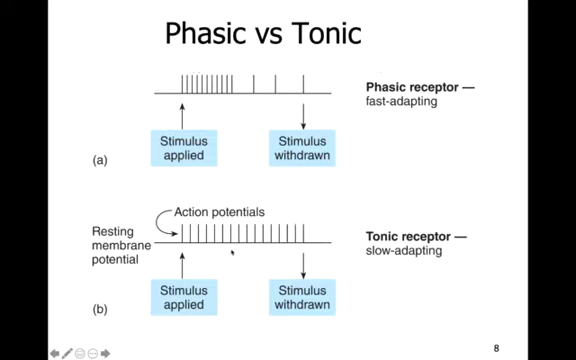 Phasic vs Tonic
Phasic receptor —
fast-adapting
Stimulus
applied
Stimulus
withdrawn
(a)
Action potentials
Resting
membrane
potential
Tonic receptor —
slow-adapting
Stimulus
applied
Stimulus
withdrawn
(b)
8